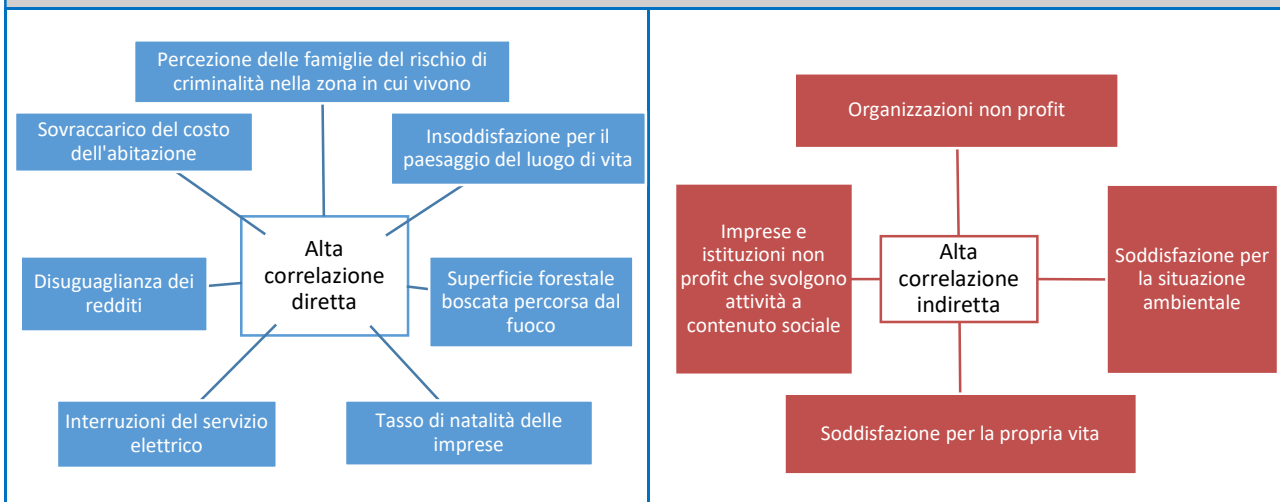 Percezione delle famiglie del rischio di
criminalità nella zona in cui vivono
Sovraccarico del costo
dell'abitazione
Insoddisfazione per il
paesaggio del luogo di vita
Alta
correlazione
diretta
Disuguaglianza dei
redditi
Superficie forestale
boscata percorsa dal
fuoco
Interruzioni del servizio
elettrico
Tasso di natalità delle
imprese
Organizzazioni non profit
Imprese e
istituzioni non
profit che svolgono
attività a
contenuto sociale
Alta
correlazione
indiretta
Soddisfazione per
la situazione
ambientale
Soddisfazione per la propria vita